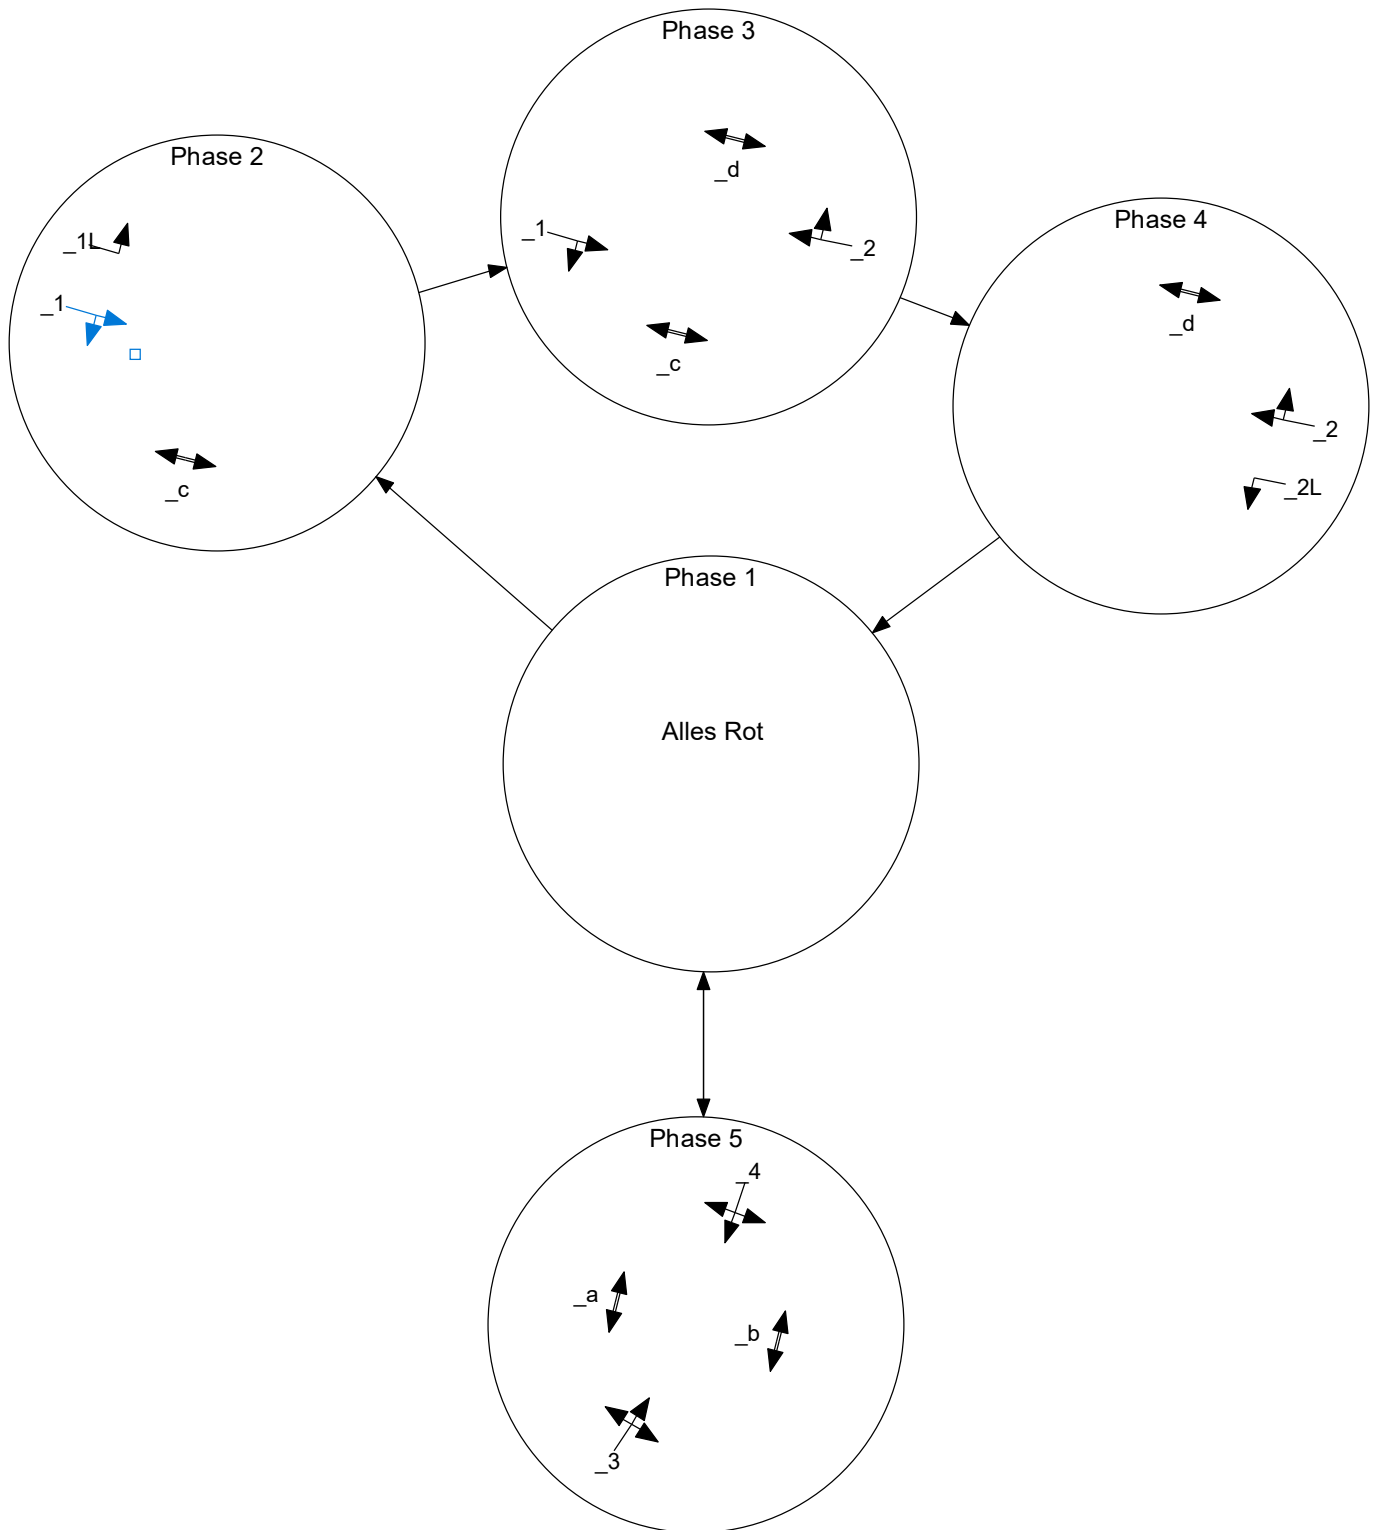 Phase 3
_d
_1
_2
_c
Phase 2
_1L
_1
_c
Phase 4
_d
_2
_2L
Phase 1
Alles Rot
Phase 5
_4
_a
_b
_3